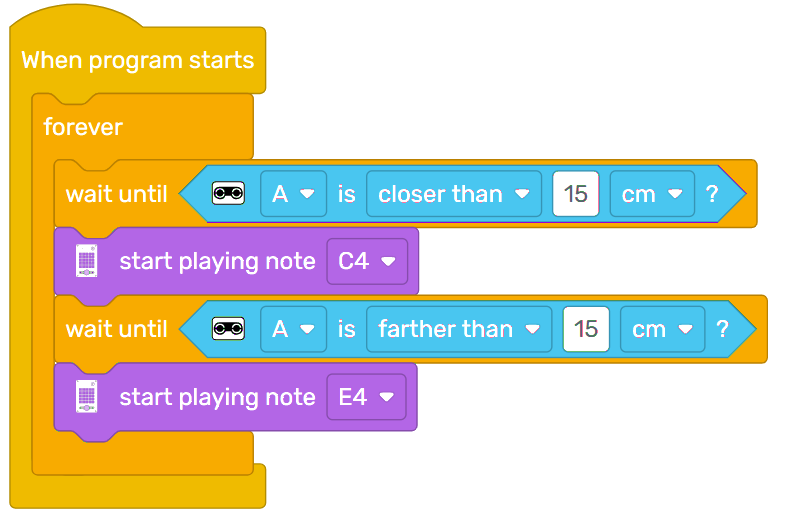 When program starts
forever
wait until A is closer than 15 cm ?
start playing note C4
wait until A is farther than 15 cm ?
start playing note E4